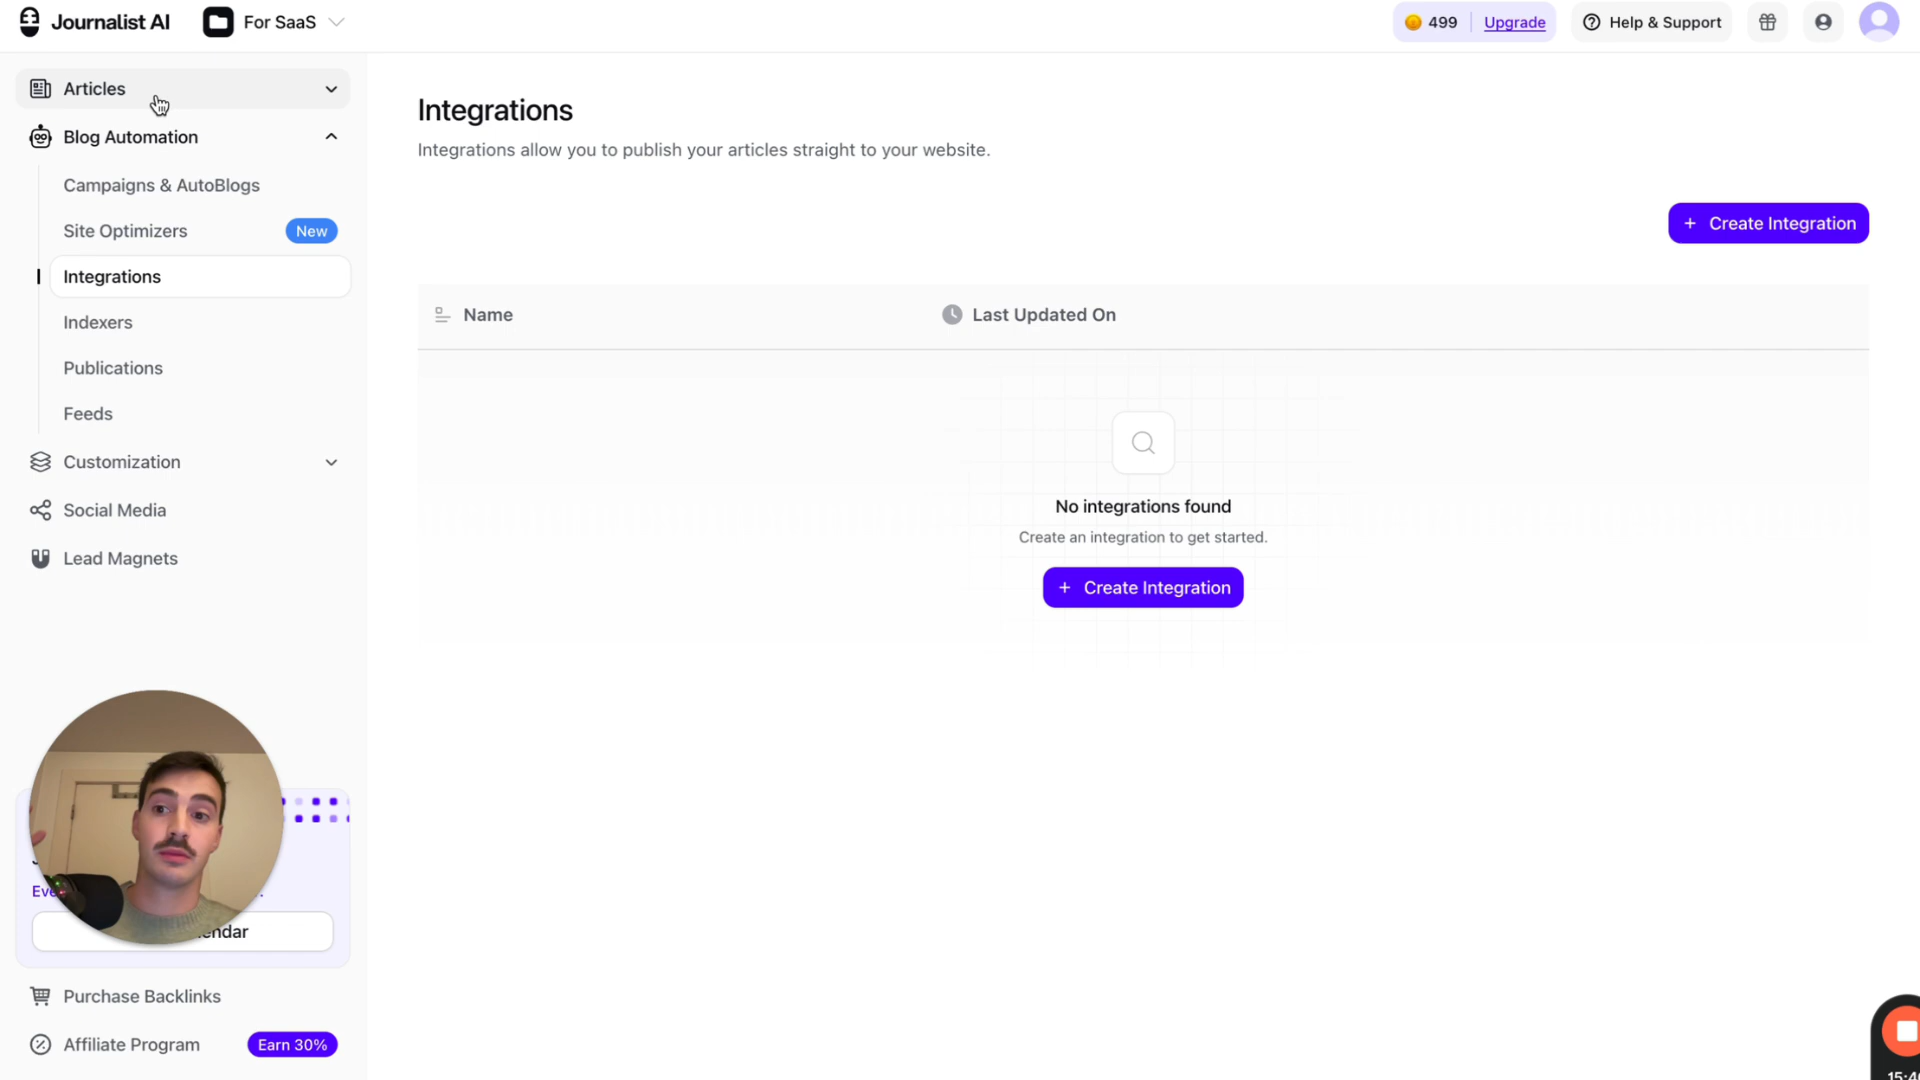 Journalist AI
For SaaS
499
Upgrade
Help & Support
Articles
Blog Automation
Campaigns & AutoBlogs
Site Optimizers
New
Integrations
Indexers
Publications
Feeds
Customization
Social Media
Lead Magnets
Purchase Backlinks
Affiliate Program
Earn 30%
Integrations
Integrations allow you to publish your articles straight to your website.
+ Create Integration
Name
Last Updated On
No integrations found
Create an integration to get started.
+ Create Integration